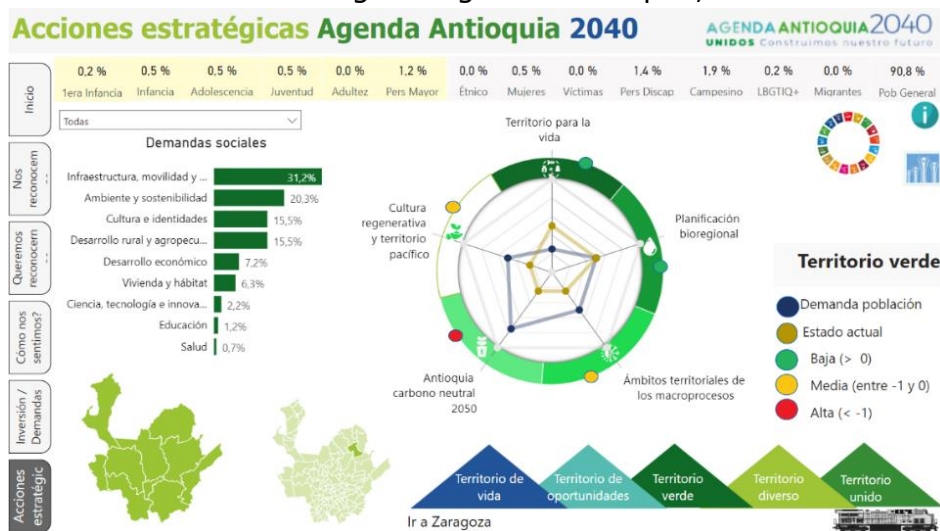 Acciones estratégicas Agenda Antioquia 2040
AGENDA ANTIOQUIA 2040
UNIDOS Construimos nuestro futuro
0,2 % 0,5 % 0,5 % 0,5 % 0,0 % 1,2 % 0,0 % 0,5 % 0,0 % 1,4 % 1,9 % 0,2 % 0,0 % 90,8 %
1era Infancia Infancia Adolescencia Juventud Adultez Pers Mayor Étnico Mujeres Víctimas Pers Discap Campesino LBGTIQ+ Migrantes Pob General
Inicio
Nos
reconocem
Queremos
reconocern
Cómo nos
sentimos?
Inversión /
Demandas
Acciones
estratégic
Todas
Demandas sociales
Infraestructura, movilidad y ... 31,2%
Ambiente y sostenibilidad 20.3%
Cultura e identidades 15,5%
Desarrollo rural y agropecu... 15,5%
Desarrollo económico 7,2%
Vivienda y hábitat 6,3%
Ciencia, tecnología e innova... 2,2%
Educación 1,2%
Salud 0,7%
Territorio para la
vida
Planificación
bioregional
Ámbitos territoriales de
los macroprocesos
Antioquia
carbono neutral
2050
Cultura
regenerativa
y territorio
pacífico
i
Territorio verde
Demanda población
Estado actual
Baja (> 0)
Media (entre -1 y 0)
Alta (< -1)
Territorio de
vida
Territorio de
oportunidades
Territorio
verde
Territorio
diverso
Territorio
unido
Ir a Zaragoza